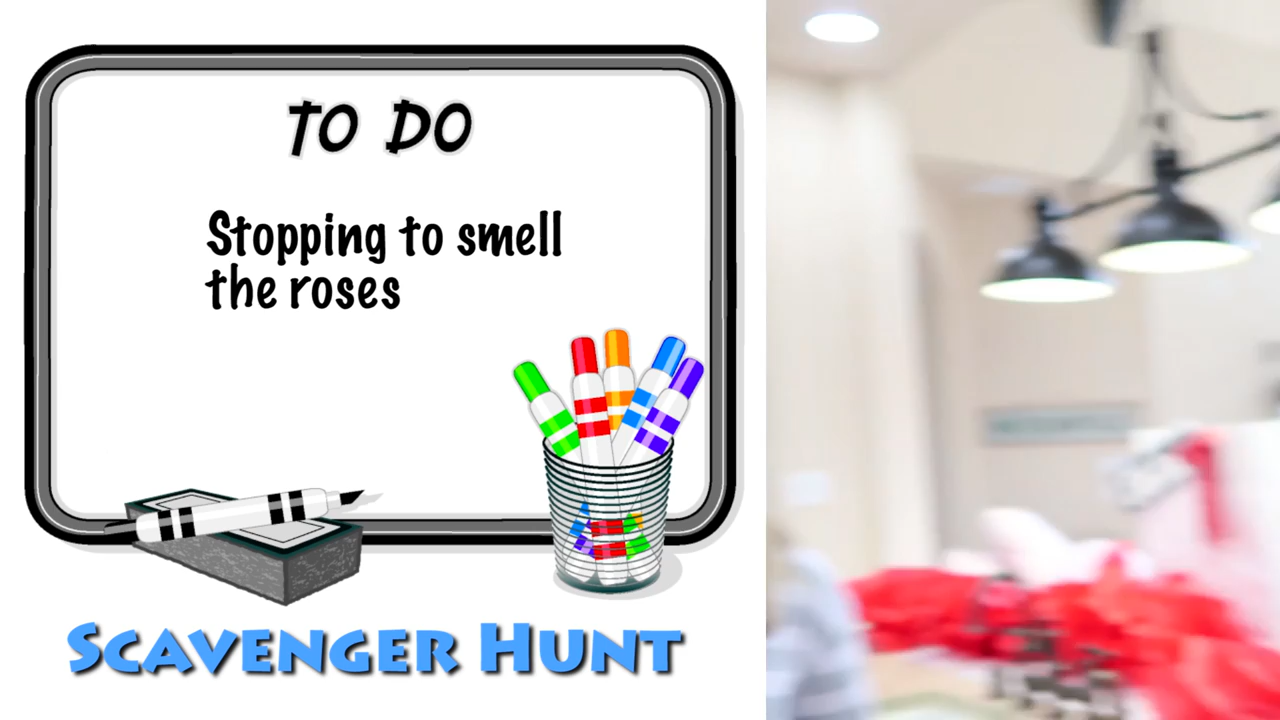 TO DO
Stopping to smell
the roses
SCAVENGER HUNT